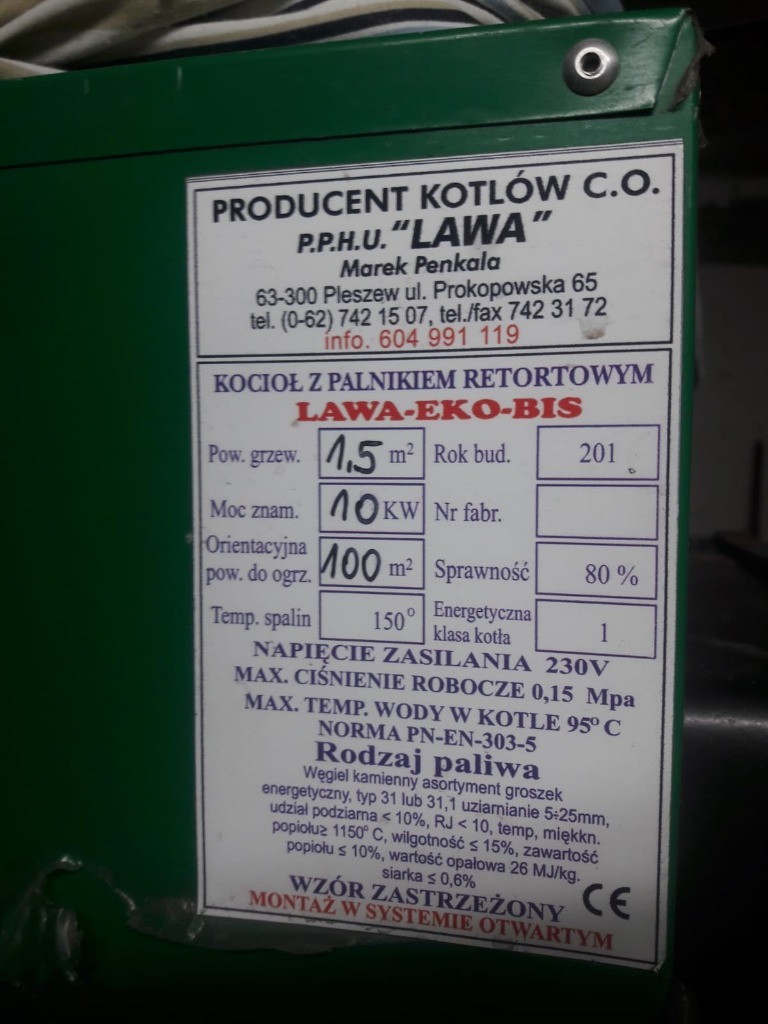 PRODUCENT KOTLÓW C.O.
P.P.H.U. "LAWA"
Marek Penkala
63-300 Pleszew ul. Prokopowska 65
tel. (0-62) 742 15 07, tel./fax 742 31 72
info. 604 991 119
KOCIOŁ Z PALNIKIEM RETORTOWYM
LAWA-EKO-BIS
Pow. grzew. 1,5 m² Rok bud. 201
Moc znam. 10 KW Nr fabr.
Orientacyjna
pow. do ogrz. 100 m² Sprawność 80 %
Temp. spalin 150° Energetyczna
klasa kotła 1
NAPIĘCIE ZASILANIA 230V
MAX. CIŚNIENIE ROBOCZE 0,15 Mpa
MAX. TEMP. WODY W KOTLE 95° C
NORMA PN-EN-303-5
Rodzaj paliwa
Węgiel kamienny asortyment groszek
energetyczny, typ 31 lub 31,1 uziarnianie 5÷25mm,
udział podziarna < 10%, RJ < 10, temp, miękkn.
popiołu ≥ 1150° C, wilgotność ≤ 15%, zawartość
popiołu ≤ 10%, wartość opałowa 26 MJ/kg.
siarka ≤ 0,6%
WZÓR ZASTRZEŻONY CE
MONTAŻ W SYSTEMIE OTWARTYM